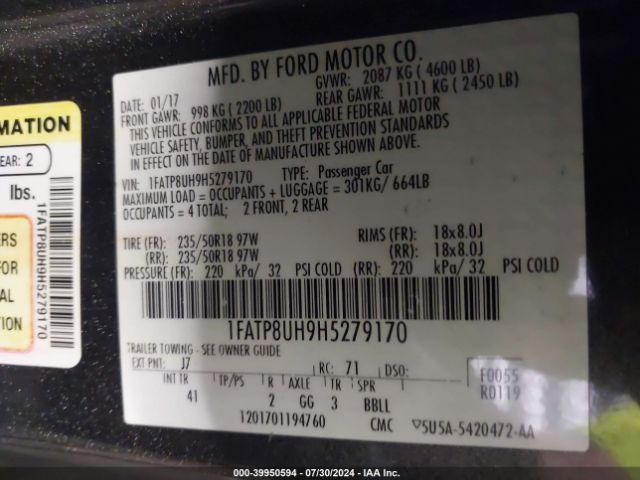 MFD. BY FORD MOTOR CO.
DATE: 01/17
GVWR: 2087 KG ( 4600 LB)
FRONT GAWR: 998 KG ( 2200 LB)
REAR GAWR: 1111 KG ( 2450 LB)
THIS VEHICLE CONFORMS TO ALL APPLICABLE FEDERAL MOTOR
VEHICLE SAFETY, BUMPER, AND THEFT PREVENTION STANDARDS
IN EFFECT ON THE DATE OF MANUFACTURE SHOWN ABOVE.
VIN: 1FATP8UH9H5279170 TYPE: Passenger Car
MAXIMUM LOAD = OCCUPANTS + LUGGAGE = 301KG/ 664LB
OCCUPANTS = 4 TOTAL; 2 FRONT, 2 REAR
TIRE (FR): 235/50R18 97W RIMS (FR): 18x8.0J
(RR): 235/50R18 97W (RR): 18x8.0J
PRESSURE (FR): 220 kPa/ 32 PSI COLD (RR): 220 kPa/ 32 PSI COLD
1FATP8UH9H5279170
TRAILER TOWING - SEE OWNER GUIDE
EXT PNT: J7 RC: 71 DSO:
F0055
R0119
INT TR TP/PS R AXLE TR SPR
41 2 GG 3 BBLL
1201701194760 CMC 5U5A-5420472-AA
RMATION
EAR: 2
lbs.
1FATP8UH9H5279170
ERS
FOR
AL
TION
000-39950594 - 07/30/2024 - IAA Inc.